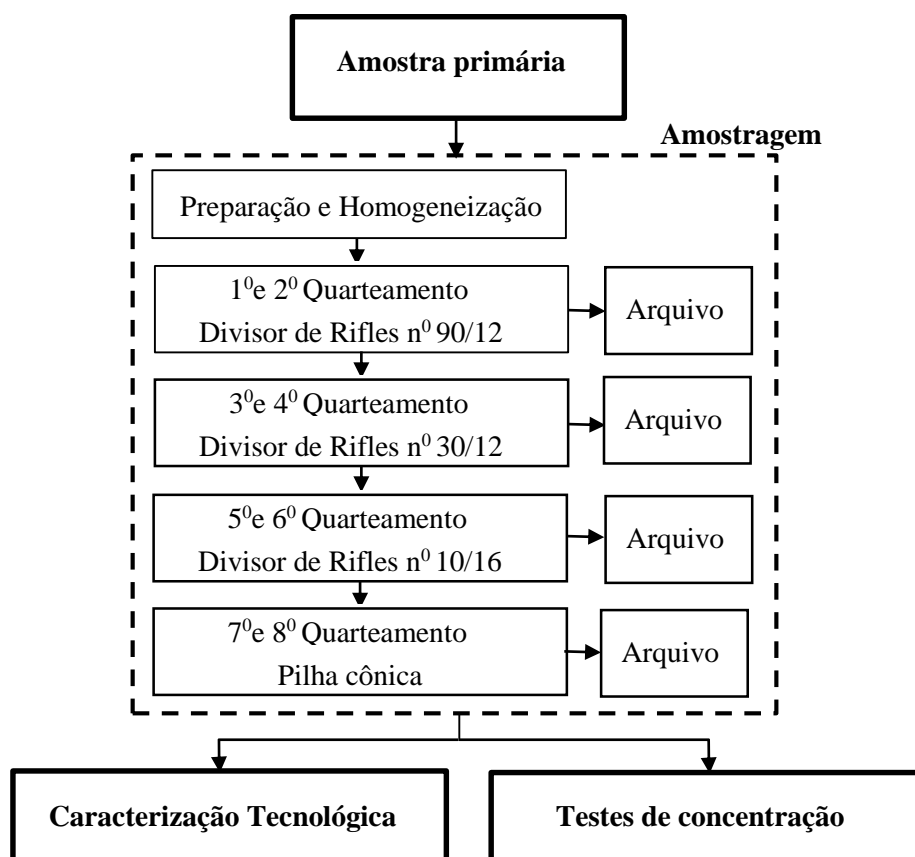 Amostra primária
Amostragem
Preparação e Homogeneização
1⁰e 2⁰ Quarteamento
Divisor de Rifles n⁰ 90/12
Arquivo
3⁰e 4⁰ Quarteamento
Divisor de Rifles n⁰ 30/12
Arquivo
5⁰e 6⁰ Quarteamento
Divisor de Rifles n⁰ 10/16
Arquivo
7⁰e 8⁰ Quarteamento
Pilha cônica
Arquivo
Caracterização Tecnológica
Testes de concentração